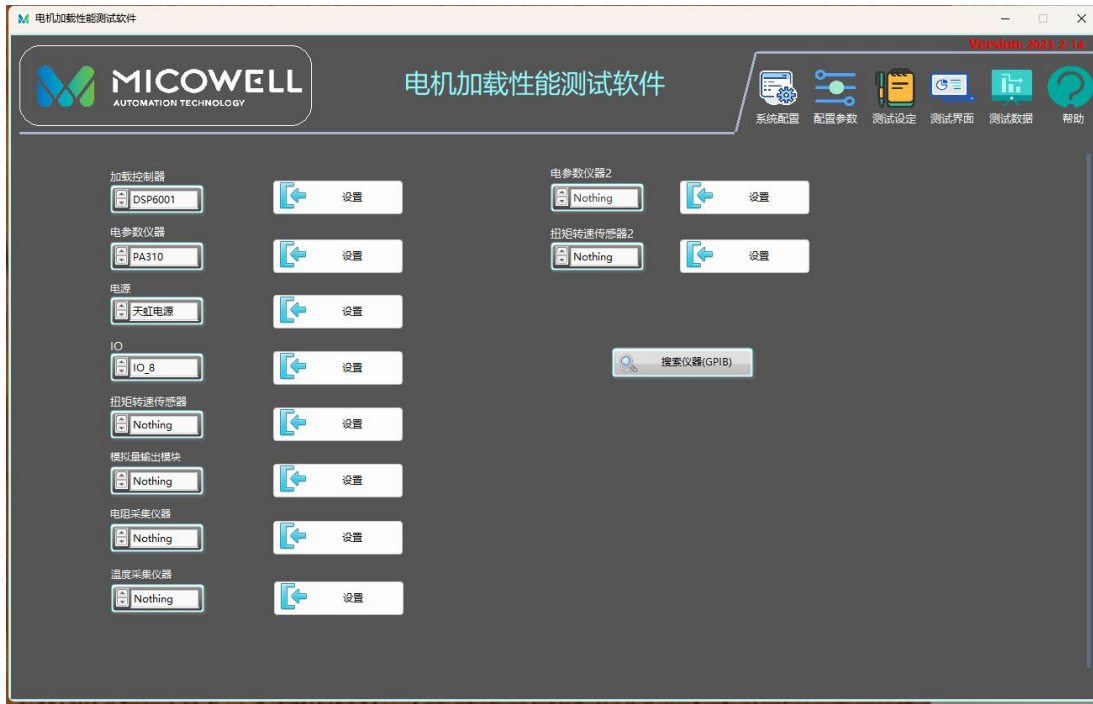 电机加载性能测试软件
Version: 2023-2-14
MICOWELL
AUTOMATION TECHNOLOGY
电机加载性能测试软件
系统配置 配置参数 测试设定 测试界面 测试数据 帮助
加载控制器
DSP6001 设置
电参数仪器
PA310 设置
电源
天虹电源 设置
IO
IO_8 设置
扭矩转速传感器
Nothing 设置
模拟量输出模块
Nothing 设置
电阻采集仪器
Nothing 设置
温度采集仪器
Nothing 设置
电参数仪器2
Nothing 设置
扭矩转速传感器2
Nothing 设置
搜索仪器(GPIB)